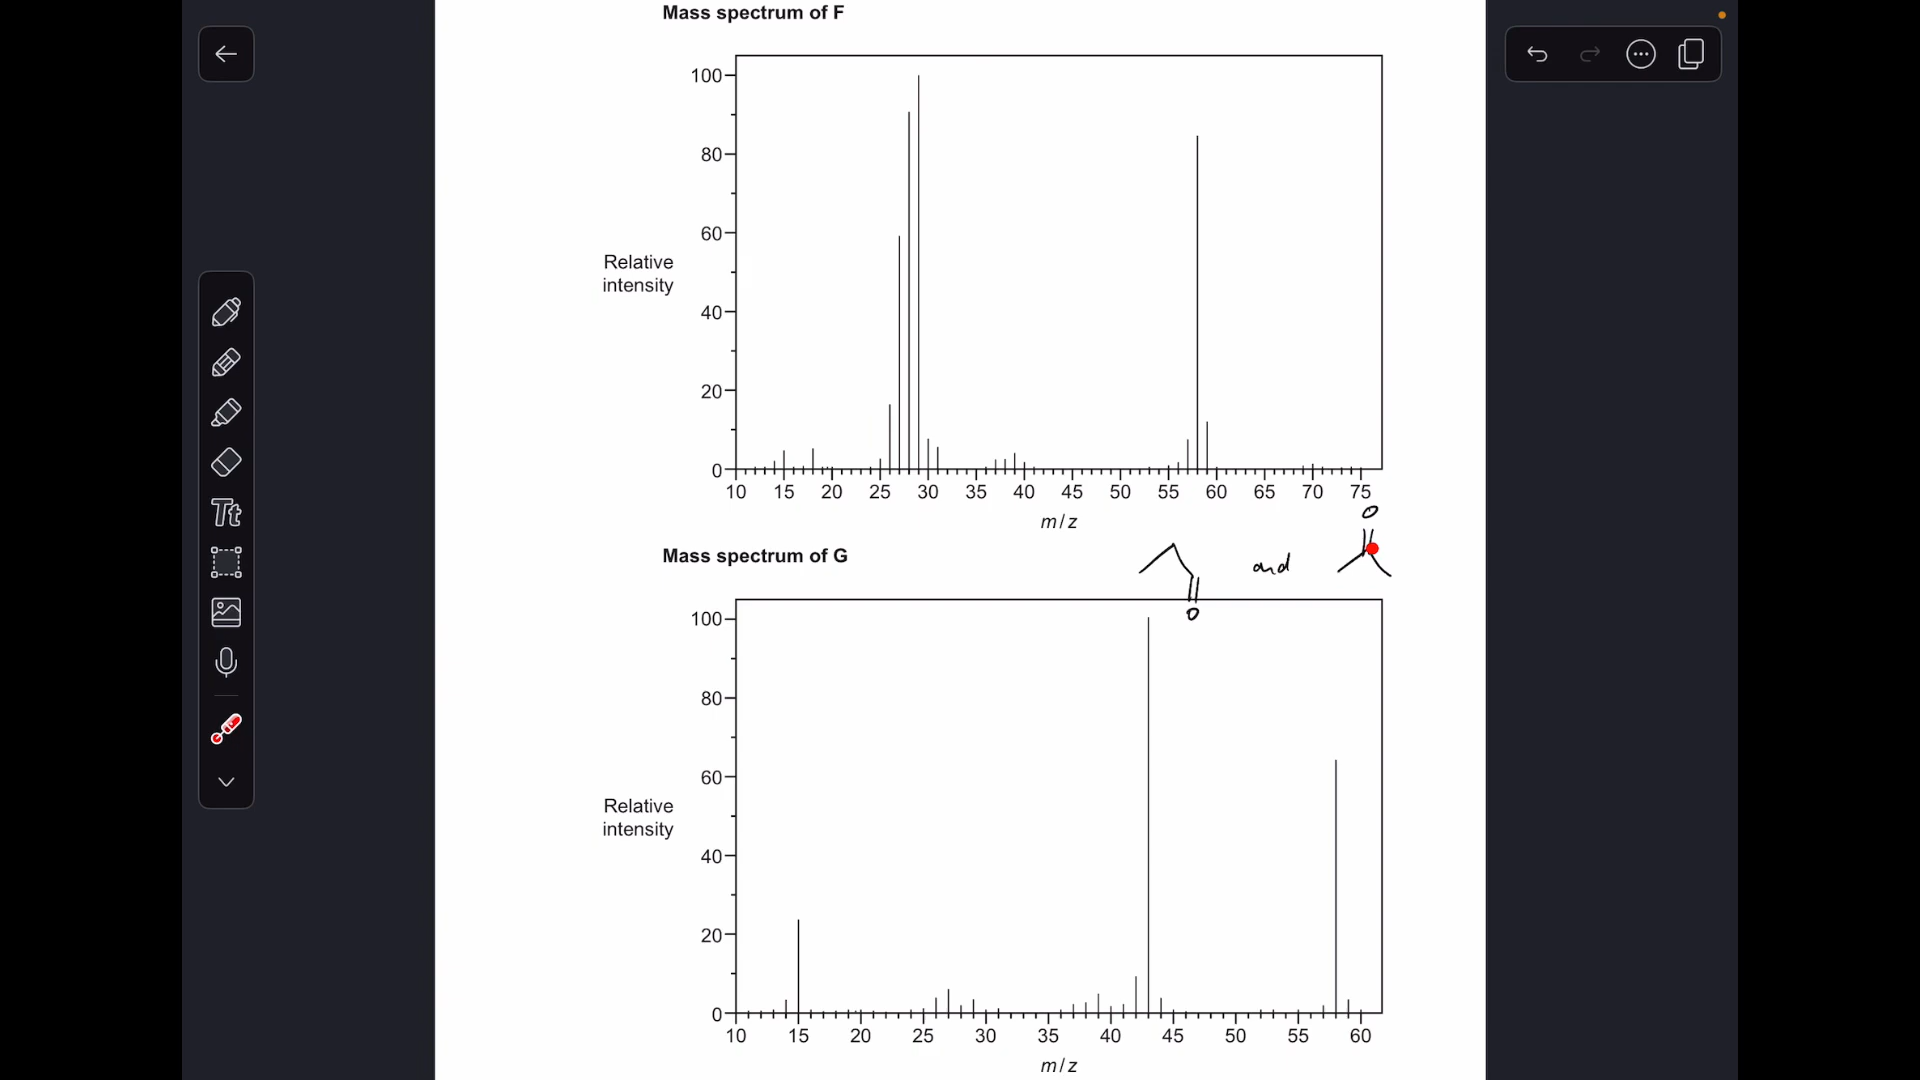 Mass spectrum of F
100
80
60
Relative
intensity
40
20
0
10 15 20 25 30 35 40 45 50 55 60 65 70 75
m / z
O
Mass spectrum of G
and
O
100
80
60
Relative
intensity
40
20
0
10 15 20 25 30 35 40 45 50 55 60
m / z
Tt